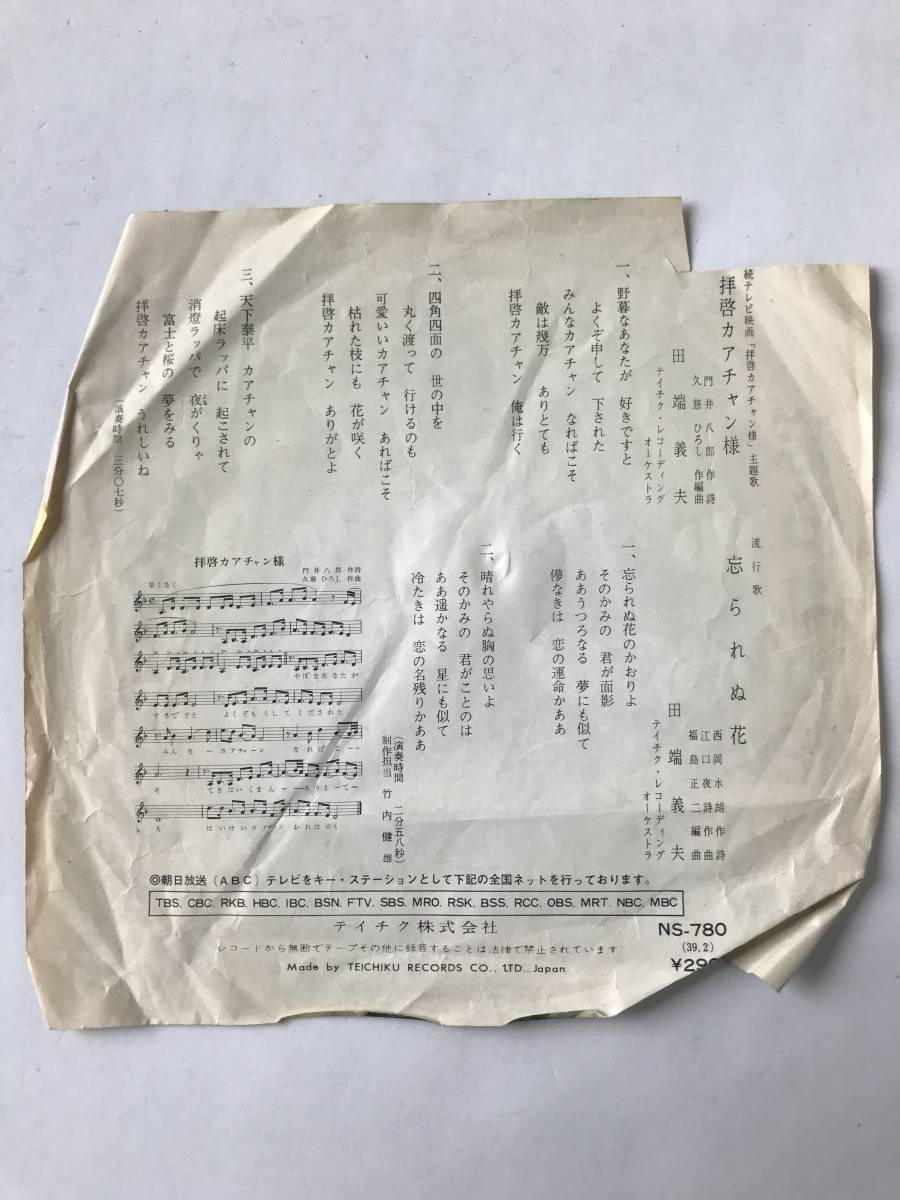 続テレビ映画「拝啓カアチャン様」主題歌
拝啓カアチャン様
門井八郎 作詩
久慈ひろし 作編曲
田端義夫
テイチク・レコーディング
オーケストラ
一、野暮なあなたが 好きですと
よくぞ申して 下された
みんなカアチャン なればこそ
敵は幾万 ありとても
拝啓カアチャン 俺は行く
二、四角四面の 世の中を
丸く渡って 行けるのも
可愛いいカアチャン あればこそ
枯れた枝にも 花が咲く
拝啓カアチャン ありがとよ
三、天下泰平 カアチャンの
起床ラッパに 起こされて
消燈ラッパで 夜がくりゃ
富士と桜の 夢をみる
拝啓カアチャン うれしいね
(演奏時間 三分〇七秒)
流行歌
忘られぬ花
西岡水朗 作詩
江口夜詩 作曲
福島正二 編曲
田端義夫
テイチク・レコーディング
オーケストラ
一、忘られぬ花のかおりよ
そのかみの 君が面影
ああうつろなる 夢にも似て
儚なきは 恋の運命かああ
二、晴れやらぬ胸の思いよ
そのかみの 君がことのは
ああ遥かなる 星にも似て
冷たきは 恋の名残りかああ
(演奏時間 二分五八秒)
制作担当 竹内健雄
拝啓カアチャン様
門井八郎 作詩
久慈ひろし 作曲
早くなく
やぼなあなたが
すきですと よくぞもうしてくだされた
みんなーカアチャーン なればこーー
そ てきはいくまんーーありとーてー
も はいけいカアチャン おれはゆく
◎朝日放送(ABC)テレビをキー・ステーションとして下記の全国ネットを行っております。
TBS. CBC. RKB. HBC. IBC. BSN. FTV. SBS. MRO. RSK. BSS. RCC. OBS. MRT. NBC. MBC
テイチク株式会社
レコードから無断でテープその他に録音することは法律で禁止されています
Made by TEICHIKU RECORDS CO., LTD., Japan
NS-780
(39.2)
¥29